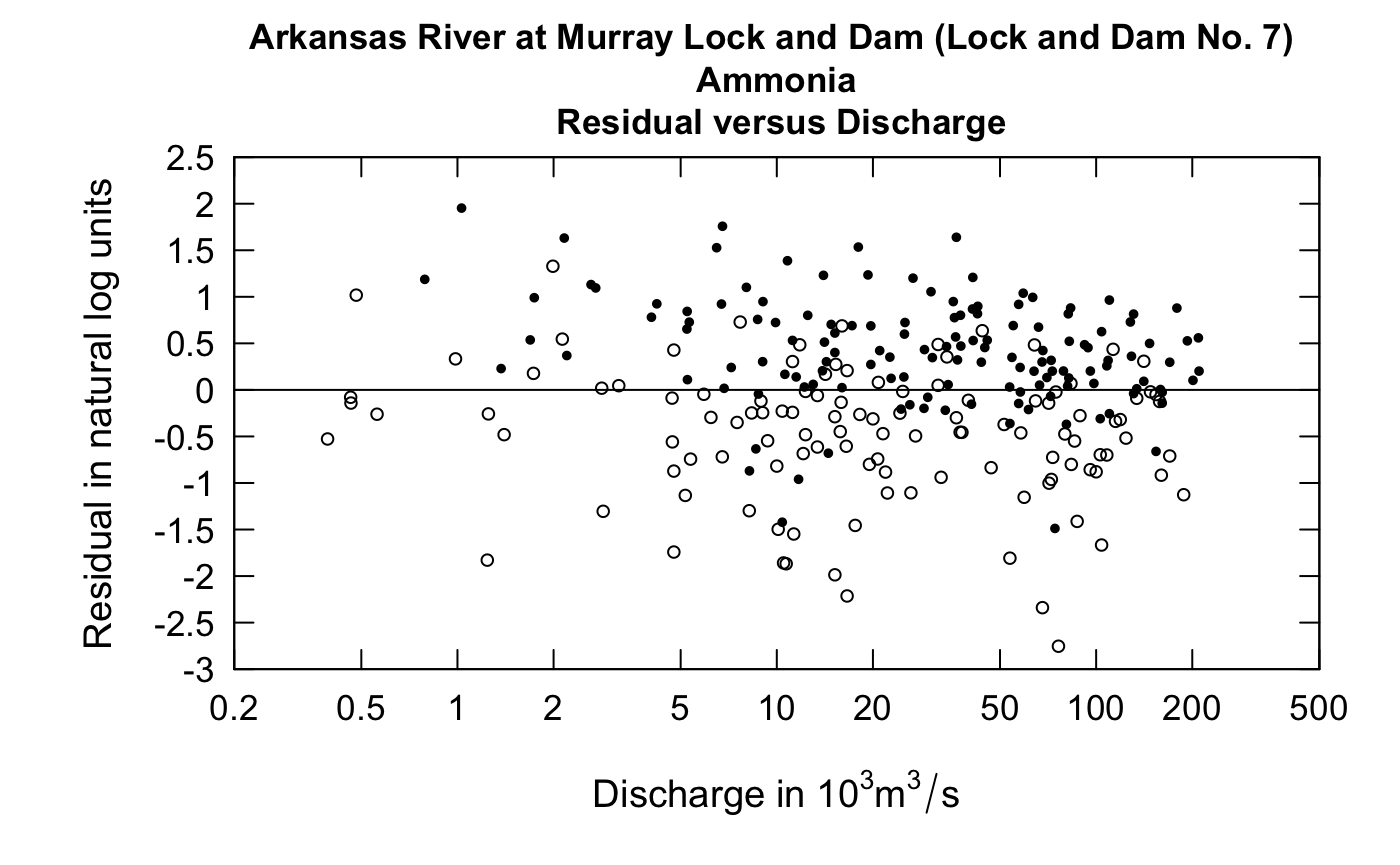 Arkansas River at Murray Lock and Dam (Lock and Dam No. 7)
Ammonia
Residual versus Discharge
Residual in natural log units
2.5
2
1.5
1
0.5
0
-0.5
-1
-1.5
-2
-2.5
-3
0.2 0.5 1 2 5 10 20 50 100 200 500
Discharge in 10³m³/s